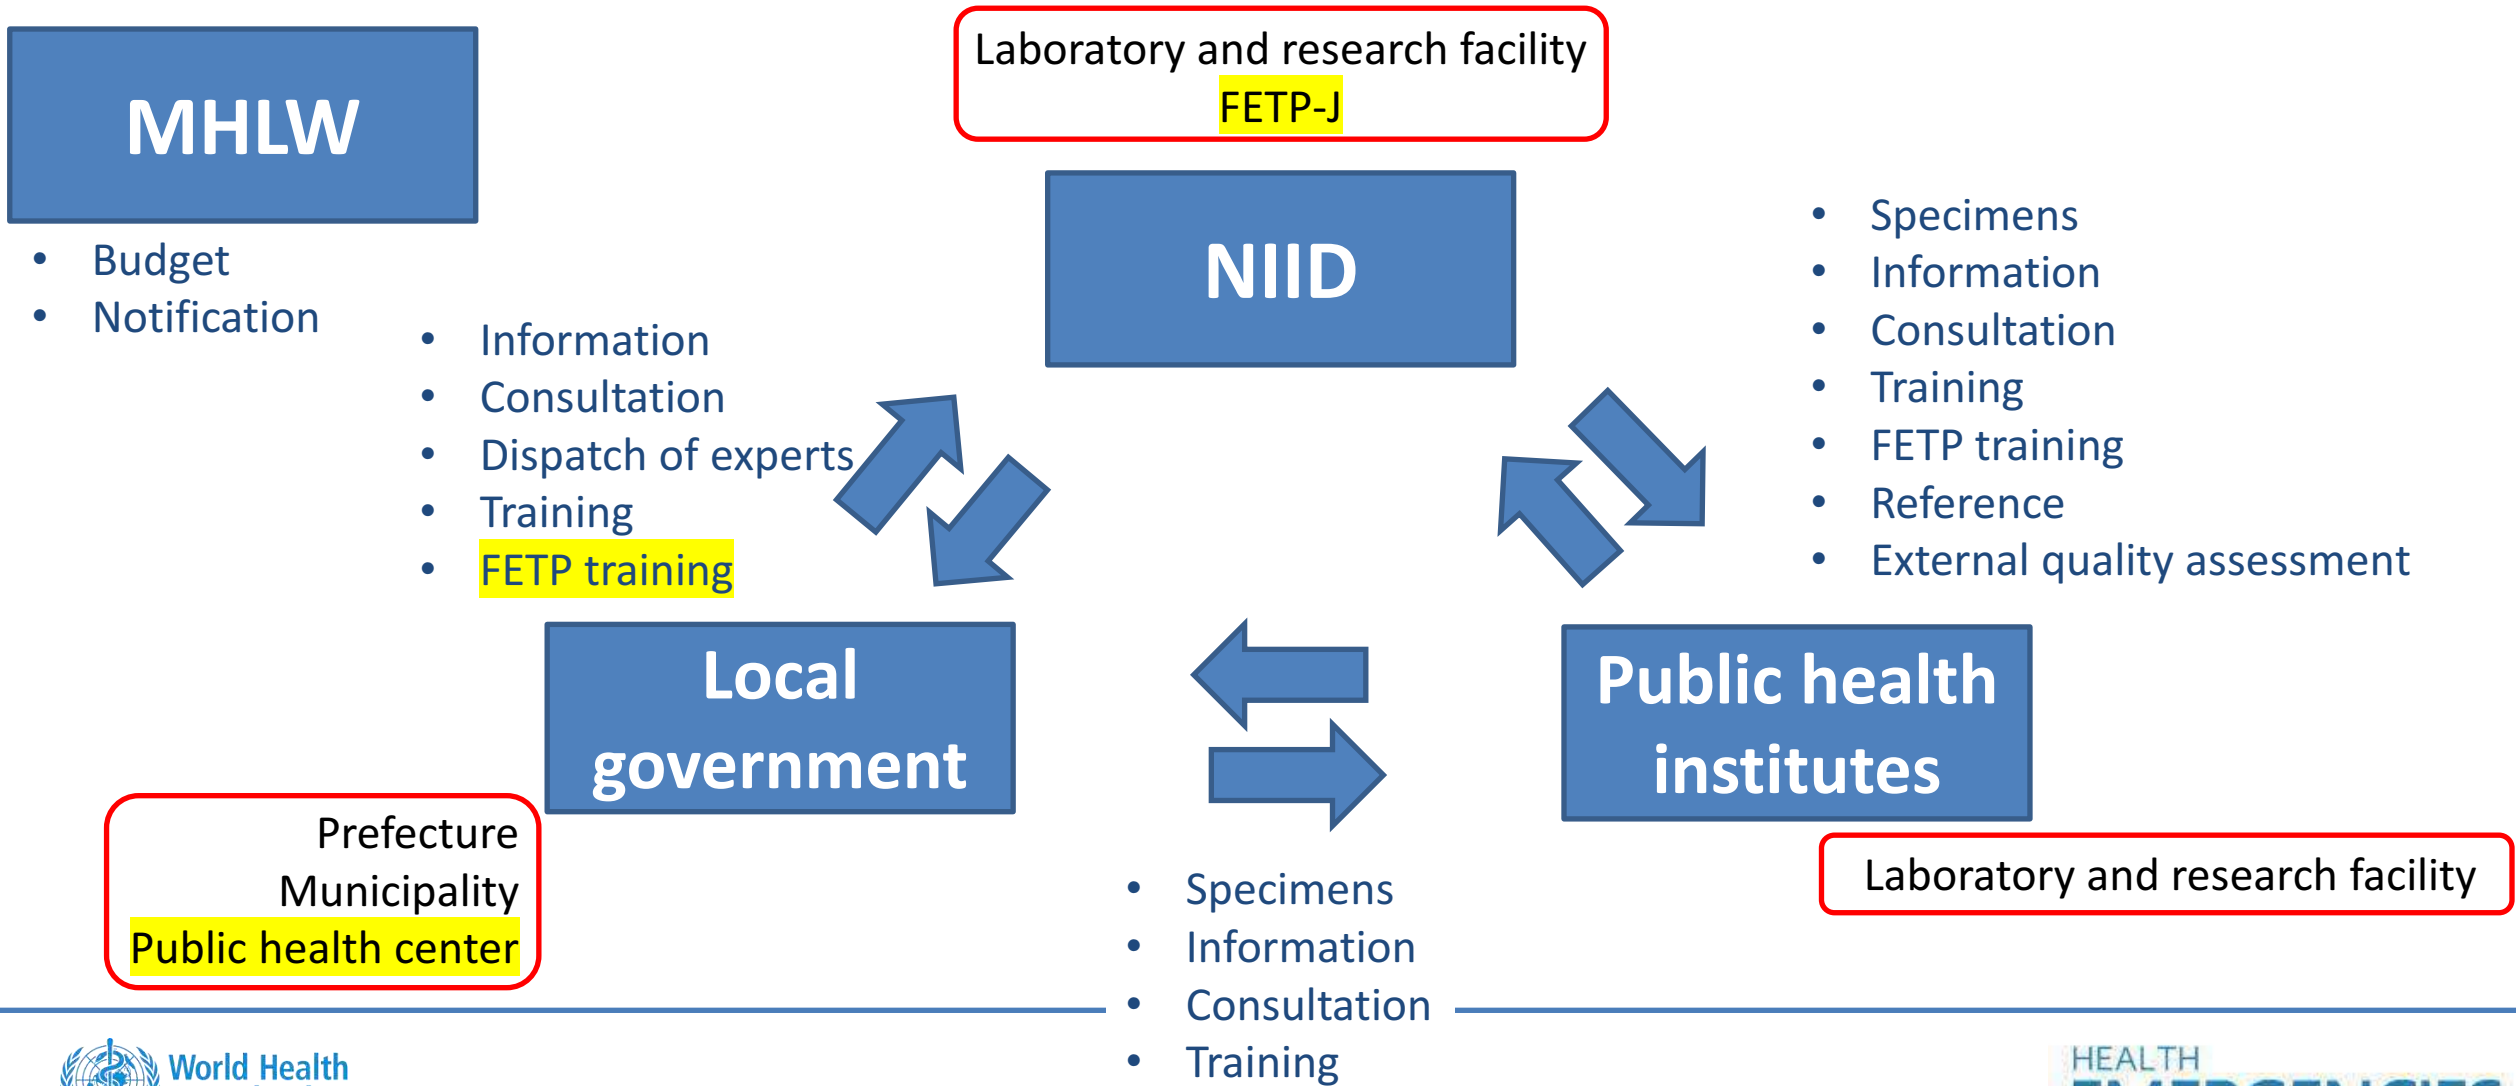 MHLW
• Budget
• Notification
Laboratory and research facility
FETP-J
NIID
• Information
• Consultation
• Dispatch of experts
• Training
• FETP training
• Specimens
• Information
• Consultation
• Training
• FETP training
• Reference
• External quality assessment
Local
government
Public health
institutes
Prefecture
Municipality
Public health center
Laboratory and research facility
• Specimens
• Information
• Consultation
• Training
World Health
HEALTH
EMERGENCIES